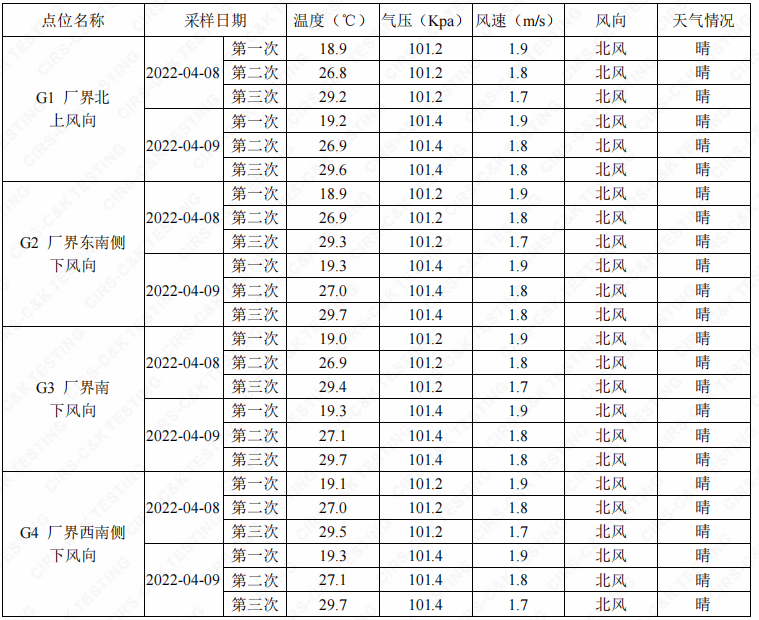 点位名称 采样日期 温度（℃） 气压（Kpa） 风速（m/s） 风向 天气情况
G1 厂界北
上风向
2022-04-08
第一次 18.9 101.2 1.9 北风 晴
第二次 26.8 101.2 1.8 北风 晴
第三次 29.2 101.2 1.7 北风 晴
2022-04-09
第一次 19.2 101.4 1.9 北风 晴
第二次 26.9 101.4 1.8 北风 晴
第三次 29.6 101.4 1.8 北风 晴
G2 厂界东南侧
下风向
2022-04-08
第一次 18.9 101.2 1.9 北风 晴
第二次 26.9 101.2 1.8 北风 晴
第三次 29.3 101.2 1.7 北风 晴
2022-04-09
第一次 19.3 101.4 1.9 北风 晴
第二次 27.0 101.4 1.8 北风 晴
第三次 29.7 101.4 1.8 北风 晴
G3 厂界南
下风向
2022-04-08
第一次 19.0 101.2 1.9 北风 晴
第二次 26.9 101.2 1.8 北风 晴
第三次 29.4 101.2 1.7 北风 晴
2022-04-09
第一次 19.3 101.4 1.9 北风 晴
第二次 27.1 101.4 1.8 北风 晴
第三次 29.7 101.4 1.8 北风 晴
G4 厂界西南侧
下风向
2022-04-08
第一次 19.1 101.2 1.9 北风 晴
第二次 27.0 101.2 1.8 北风 晴
第三次 29.5 101.2 1.7 北风 晴
2022-04-09
第一次 19.3 101.4 1.9 北风 晴
第二次 27.1 101.4 1.8 北风 晴
第三次 29.7 101.4 1.7 北风 晴
CIRS-C&K TESTING